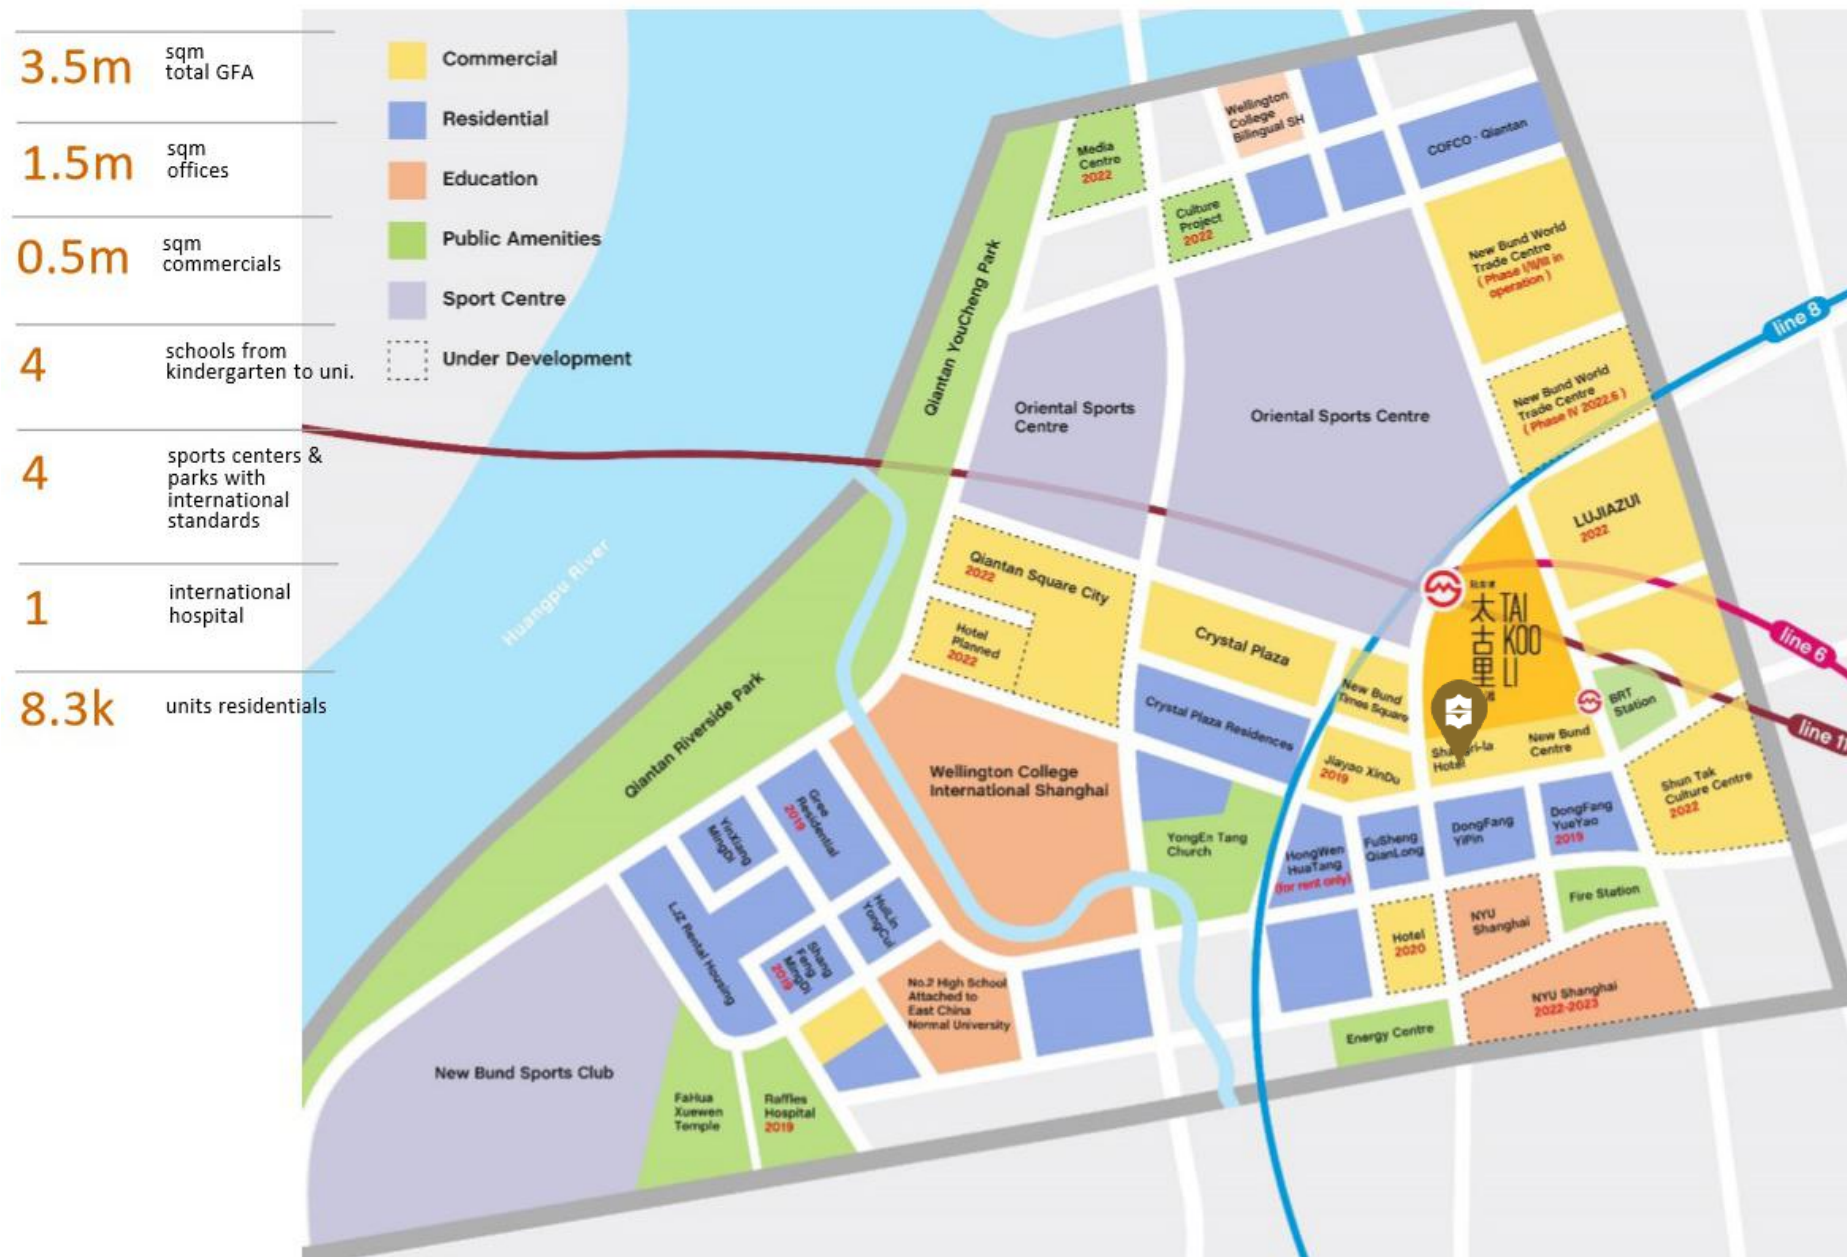 3.5m
sqm
total GFA
1.5m
sqm
offices
0.5m
sqm
commercials
4
schools from
kindergarten to uni.
4
sports centers &
parks with
international
standards
1
international
hospital
8.3k
units residentials
Commercial
Residential
Education
Public Amenities
Sport Centre
Under Development
Huangpu River
Qiantan YouCheng Park
Qiantan Riverside Park
Media
Centre
2022
Wellington
College
Bilingual SH
Culture
Project
2022
COFCO · Qiantan
New Bund World
Trade Centre
( Phase I/II/III in
operation )
line 8
New Bund World
Trade Centre
( Phase IV 2022.6 )
Oriental Sports
Centre
Oriental Sports Centre
LUJIAZUI
2022
Qiantan Square City
2022
Hotel
Planned
2022
Crystal Plaza
Crystal Plaza Residences
New Bund
Times Square
Jiayao XinDu
2019
太古里
TAI
KOO
LI
line 6
line 11
BRT
Station
Shangri-la
Hotel
New Bund
Centre
Shun Tak
Culture Centre
2022
Wellington College
International Shanghai
YongEn Tang
Church
HongWen
HuaTang
(for rent only)
FuSheng
QianLong
DongFang
YiPin
DongFang
YueYao
2019
Fire Station
Hotel
2020
NYU
Shanghai
NYU Shanghai
2022-2023
Energy Centre
Gree
Residential
2019
YinXiang
MingDi
LJZ Rental Housing
HuiLin
YongCui
Shang
Fang
MingDi
2019
No.2 High School
Attached to
East China
Normal University
New Bund Sports Club
FaHua
Xuewen
Temple
Raffles
Hospital
2019